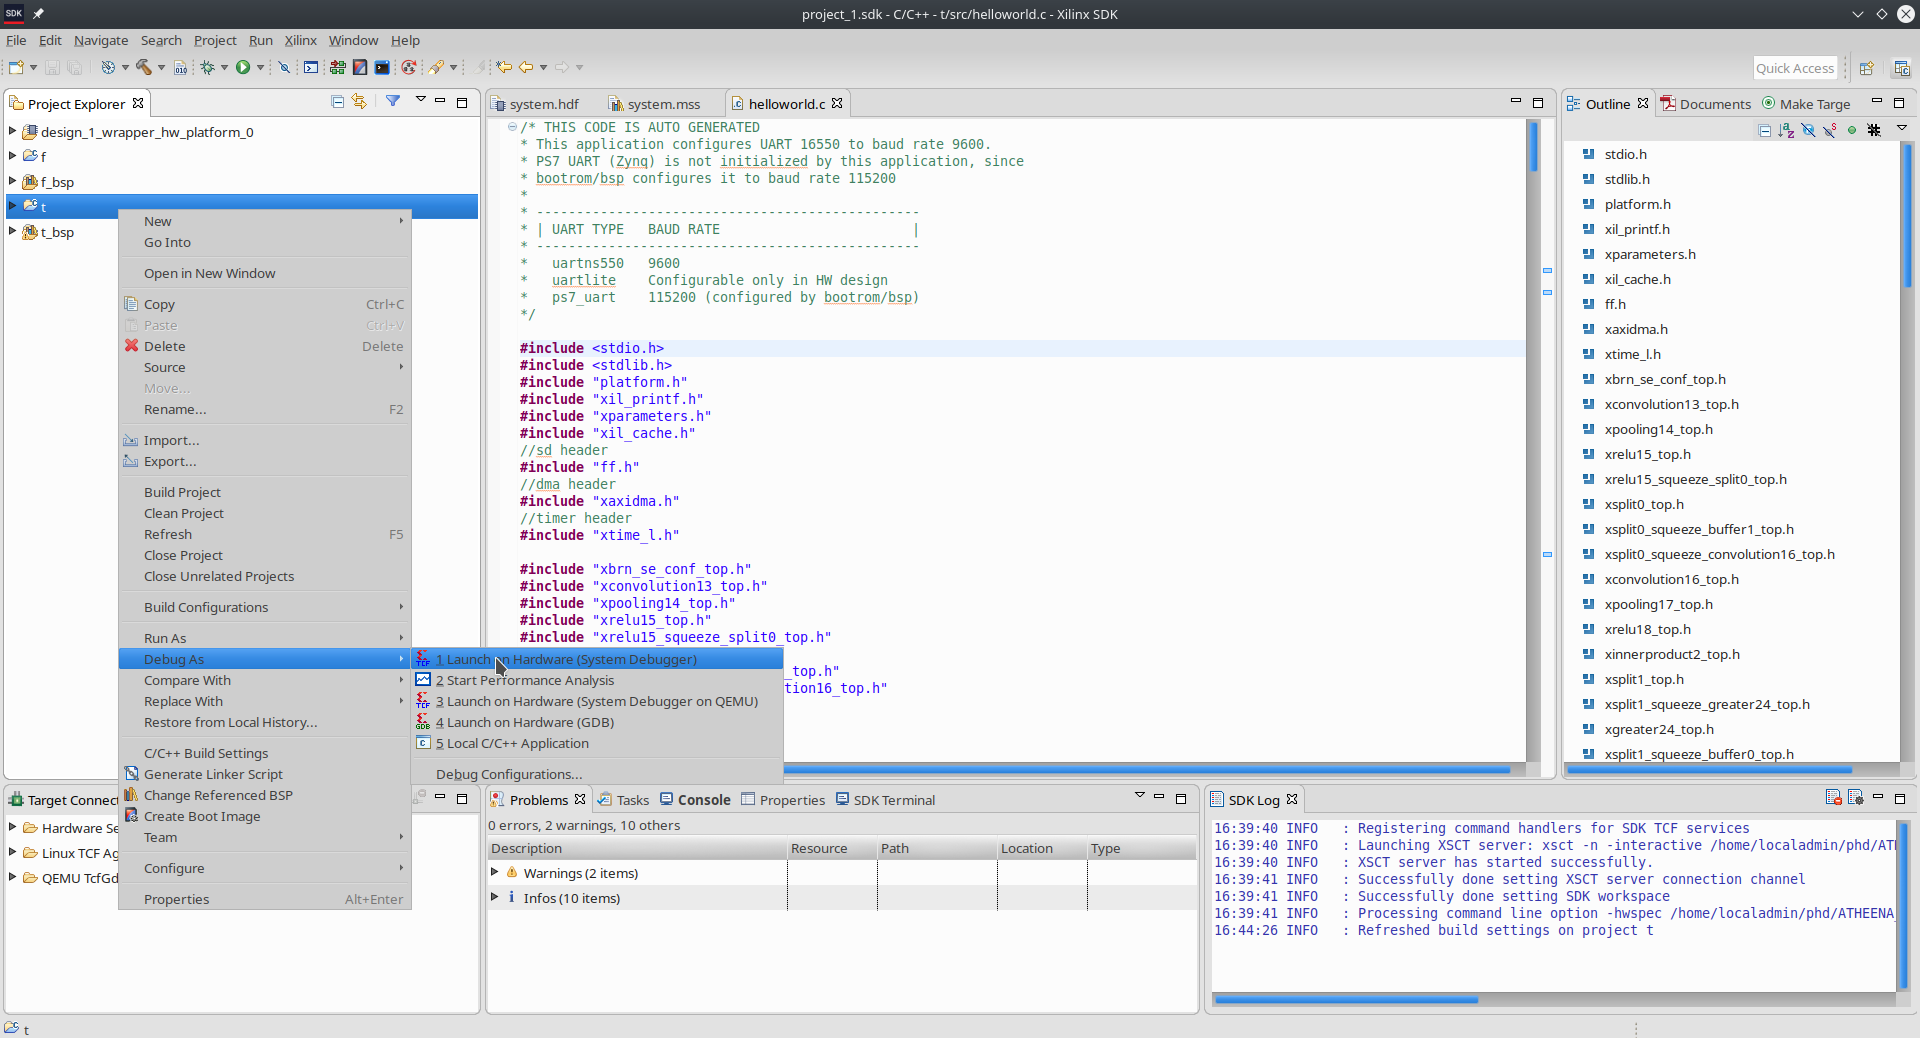 SDK
project_1.sdk - C/C++ - t/src/helloworld.c - Xilinx SDK
File Edit Navigate Search Project Run Xilinx Window Help
Quick Access
Project Explorer
design_1_wrapper_hw_platform_0
f
f_bsp
t
t_bsp
New
Go Into
Open in New Window
Copy Ctrl+C
Paste Ctrl+V
Delete Delete
Source
Move...
Rename... F2
Import...
Export...
Build Project
Clean Project
Refresh F5
Close Project
Close Unrelated Projects
Build Configurations
Run As
Debug As
Compare With
Replace With
Restore from Local History...
C/C++ Build Settings
Generate Linker Script
Change Referenced BSP
Create Boot Image
Team
Configure
Properties Alt+Enter
1 Launch on Hardware (System Debugger)
2 Start Performance Analysis
3 Launch on Hardware (System Debugger on QEMU)
4 Launch on Hardware (GDB)
5 Local C/C++ Application
Debug Configurations...
system.hdf system.mss helloworld.c
/* THIS CODE IS AUTO GENERATED
* This application configures UART 16550 to baud rate 9600.
* PS7 UART (Zynq) is not initialized by this application, since
* bootrom/bsp configures it to baud rate 115200
*
* ------------------------------------------------
* | UART TYPE BAUD RATE |
* ------------------------------------------------
* uartns550 9600
* uartlite Configurable only in HW design
* ps7_uart 115200 (configured by bootrom/bsp)
*/
#include <stdio.h>
#include <stdlib.h>
#include "platform.h"
#include "xil_printf.h"
#include "xparameters.h"
#include "xil_cache.h"
//sd header
#include "ff.h"
//dma header
#include "xaxidma.h"
//timer header
#include "xtime_l.h"
#include "xbrn_se_conf_top.h"
#include "xconvolution13_top.h"
#include "xpooling14_top.h"
#include "xrelu15_top.h"
#include "xrelu15_squeeze_split0_top.h"
_top.h"
tion16_top.h"
Outline Documents Make Targe
stdio.h
stdlib.h
platform.h
xil_printf.h
xparameters.h
xil_cache.h
ff.h
xaxidma.h
xtime_l.h
xbrn_se_conf_top.h
xconvolution13_top.h
xpooling14_top.h
xrelu15_top.h
xrelu15_squeeze_split0_top.h
xsplit0_top.h
xsplit0_squeeze_buffer1_top.h
xsplit0_squeeze_convolution16_top.h
xconvolution16_top.h
xpooling17_top.h
xrelu18_top.h
xinnerproduct2_top.h
xsplit1_top.h
xsplit1_squeeze_greater24_top.h
xgreater24_top.h
xsplit1_squeeze_buffer0_top.h
Target Connec
Hardware Se
Linux TCF Ag
QEMU TcfGd
Problems Tasks Console Properties SDK Terminal
0 errors, 2 warnings, 10 others
Description Resource Path Location Type
Warnings (2 items)
Infos (10 items)
SDK Log
16:39:40 INFO : Registering command handlers for SDK TCF services
16:39:40 INFO : Launching XSCT server: xsct -n -interactive /home/localadmin/phd/ATH
16:39:40 INFO : XSCT server has started successfully.
16:39:41 INFO : Successfully done setting XSCT server connection channel
16:39:41 INFO : Successfully done setting SDK workspace
16:39:41 INFO : Processing command line option -hwspec /home/localadmin/phd/ATHEENA_
16:44:26 INFO : Refreshed build settings on project t
t